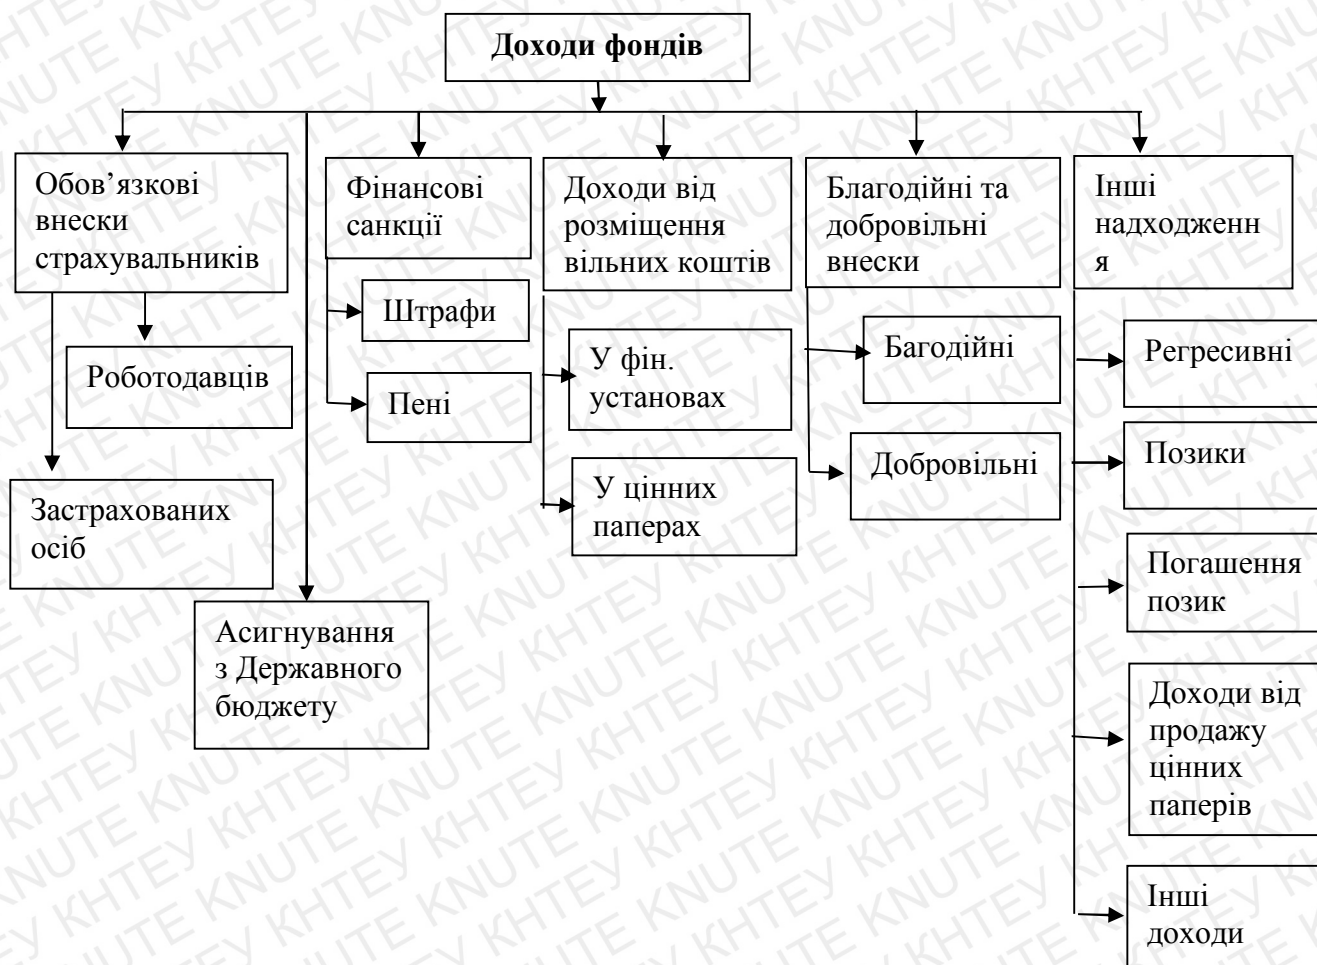 Доходи фондів
Обов’язкові
внески
страхувальників
Роботодавців
Застрахованих
осіб
Асигнування
з Державного
бюджету
Фінансові
санкції
Штрафи
Пені
Доходи від
розміщення
вільних коштів
У фін.
установах
У цінних
паперах
Благодійні та
добровільні
внески
Багодійні
Добровільні
Інші
надходженн
я
Регресивні
Позики
Погашення
позик
Доходи від
продажу
цінних
паперів
Інші
доходи